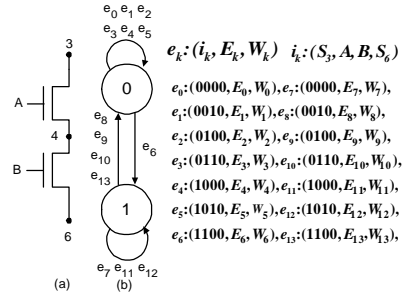 e0 e1 e2
e3 e4 e5
3
A
4
B
6
(a)
0
e8
e9
e10
e13
e6
1
e7 e11 e12
(b)
ek:(ik,Ek,Wk) ik:(S3,A,B,S6)
e0:(0000,E0,W0),e7:(0000,E7,W7),
e1:(0010,E1,W1),e8:(0010,E8,W8),
e2:(0100,E2,W2),e9:(0100,E9,W9),
e3:(0110,E3,W3),e10:(0110,E10,W10),
e4:(1000,E4,W4),e11:(1000,E11,W11),
e5:(1010,E5,W5),e12:(1010,E12,W12),
e6:(1100,E6,W6),e13:(1100,E13,W13),